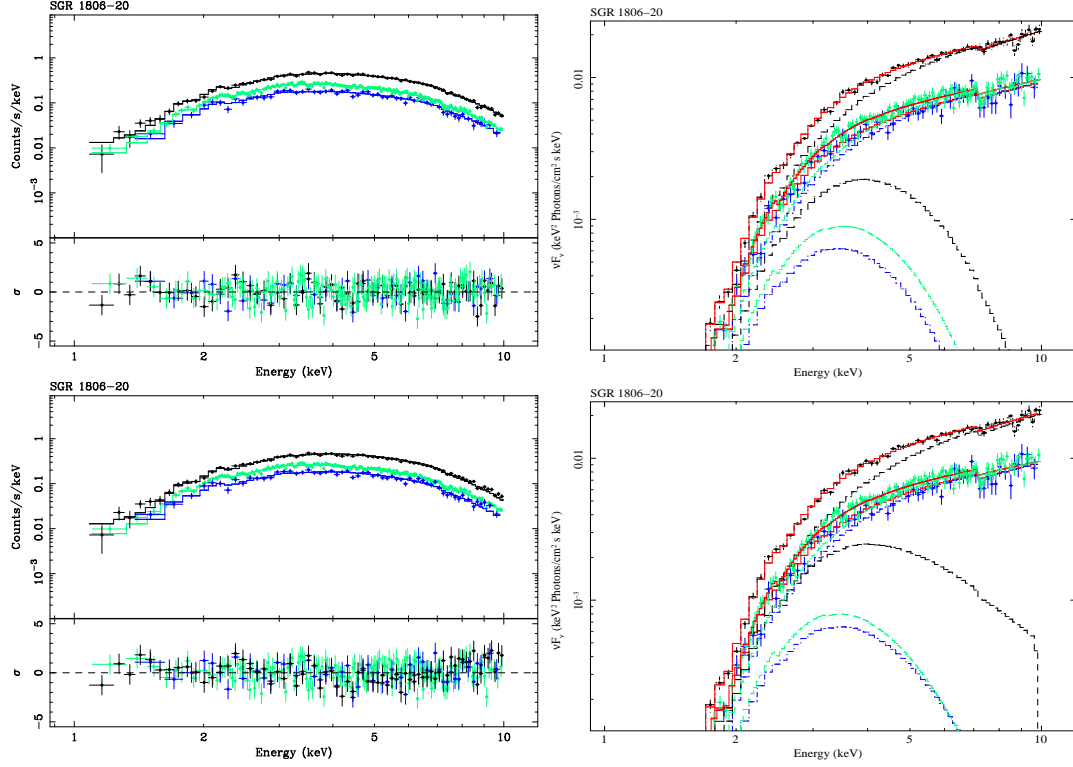 SGR 1806−20
Counts/s/keV
1
0.1
0.01
10⁻³
σ
5
0
−5
1
2
5
10
Energy (keV)
SGR 1806−20
νFᵥ (keV² Photons/cm² s keV)
0.01
10⁻³
1
2
5
10
Energy (keV)
SGR 1806−20
Counts/s/keV
1
0.1
0.01
10⁻³
σ
5
0
−5
1
2
5
10
Energy (keV)
SGR 1806−20
νFᵥ (keV² Photons/cm² s keV)
0.01
10⁻³
1
2
5
10
Energy (keV)